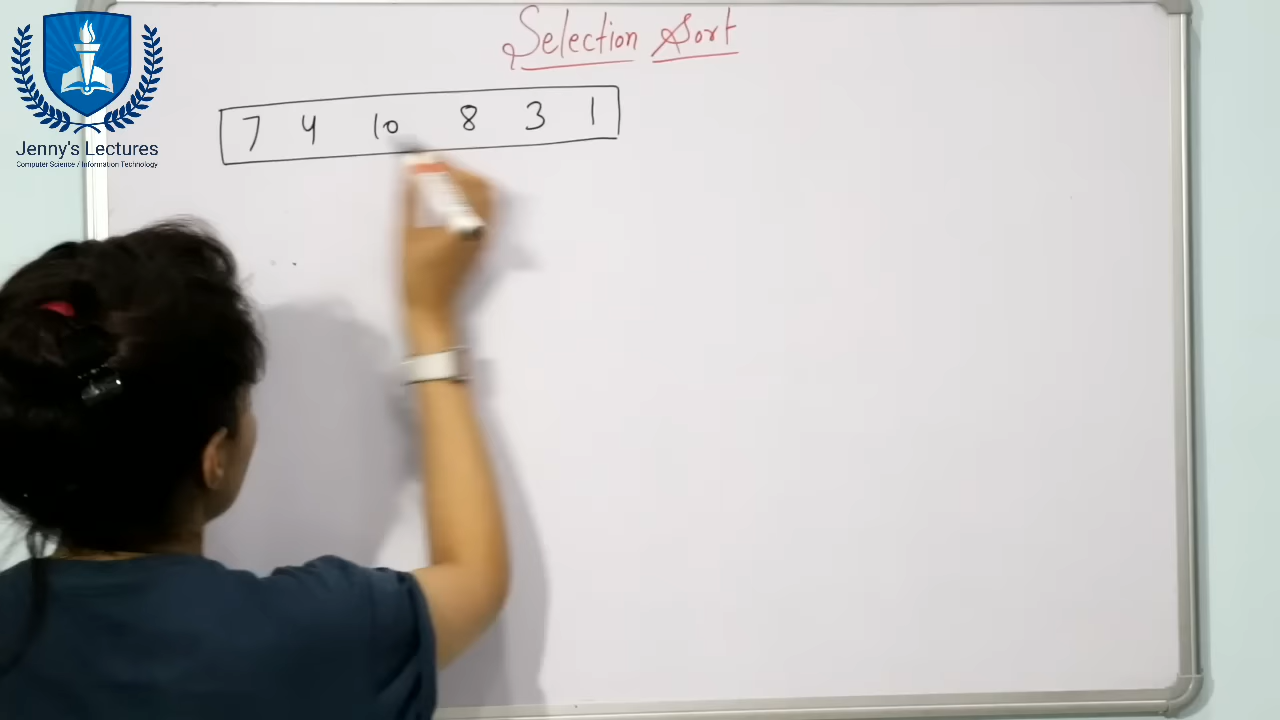 Selection Sort
7 4 10 8 3 1
Jenny's Lectures
Computer Science / Information Technology